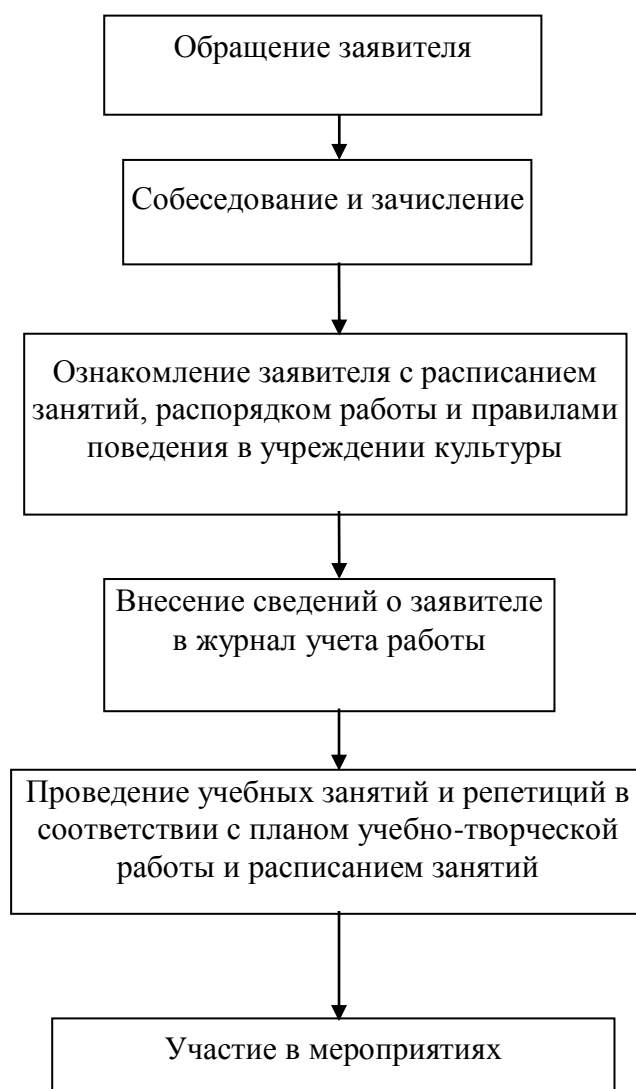 Обращение заявителя
Собеседование и зачисление
Ознакомление заявителя с расписанием
занятий, распорядком работы и правилами
поведения в учреждении культуры
Внесение сведений о заявителе
в журнал учета работы
Проведение учебных занятий и репетиций в
соответствии с планом учебно-творческой
работы и расписанием занятий
Участие в мероприятиях